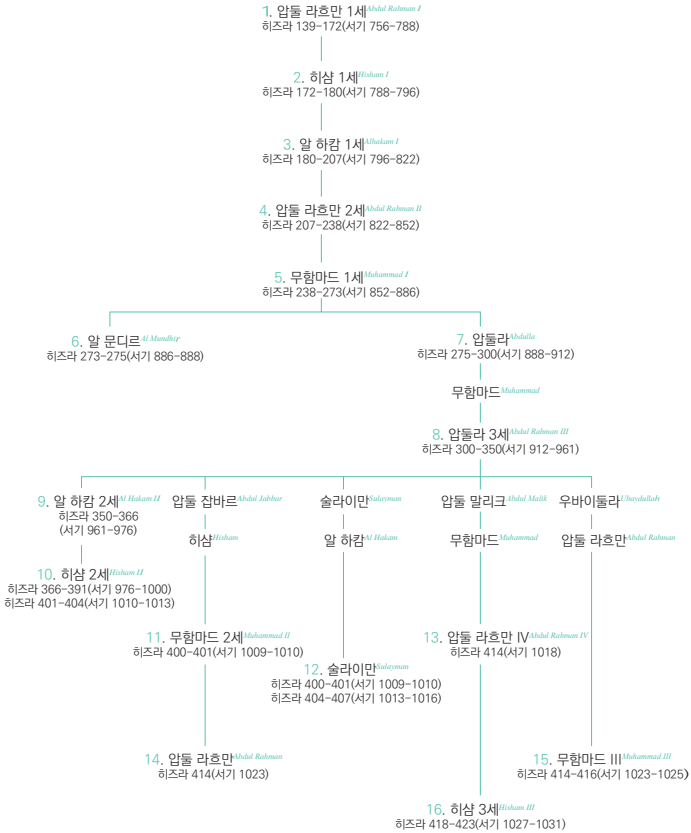 1. 압둘 라흐만 1세Abdul Rahman I
히즈라 139-172(서기 756-788)
2. 히샴 1세Hisham I
히즈라 172-180(서기 788-796)
3. 알 하캄 1세Alhakam I
히즈라 180-207(서기 796-822)
4. 압둘 라흐만 2세Abdul Rahman II
히즈라 207-238(서기 822-852)
5. 무함마드 1세Muhammad I
히즈라 238-273(서기 852-886)
6. 알 문디르Al Mundhir
히즈라 273-275(서기 886-888)
7. 압둘라Abdulla
히즈라 275-300(서기 888-912)
무함마드Muhammad
8. 압둘라 3세Abdul Rahman III
히즈라 300-350(서기 912-961)
9. 알 하캄 2세Al Hakam II
히즈라 350-366
(서기 961-976)
압둘 잡바르Abdul Jabbar
술라이만Sulayman
압둘 말리크Abdul Malik
우바이둘라Ubaydullah
히샴Hisham
알 하캄Al Hakam
무함마드Muhammad
압둘 라흐만Abdul Rahman
10. 히샴 2세Hisham II
히즈라 366-391(서기 976-1000)
히즈라 401-404(서기 1010-1013)
11. 무함마드 2세Muhammad II
히즈라 400-401(서기 1009-1010)
13. 압둘 라흐만 IVAbdul Rahman IV
히즈라 414(서기 1018)
12. 술라이만Sulayman
히즈라 400-401(서기 1009-1010)
히즈라 404-407(서기 1013-1016)
14. 압둘 라흐만Abdul Rahman
히즈라 414(서기 1023)
15. 무함마드 IIIMuhammad III
히즈라 414-416(서기 1023-1025)
16. 히샴 3세Hisham III
히즈라 418-423(서기 1027-1031)